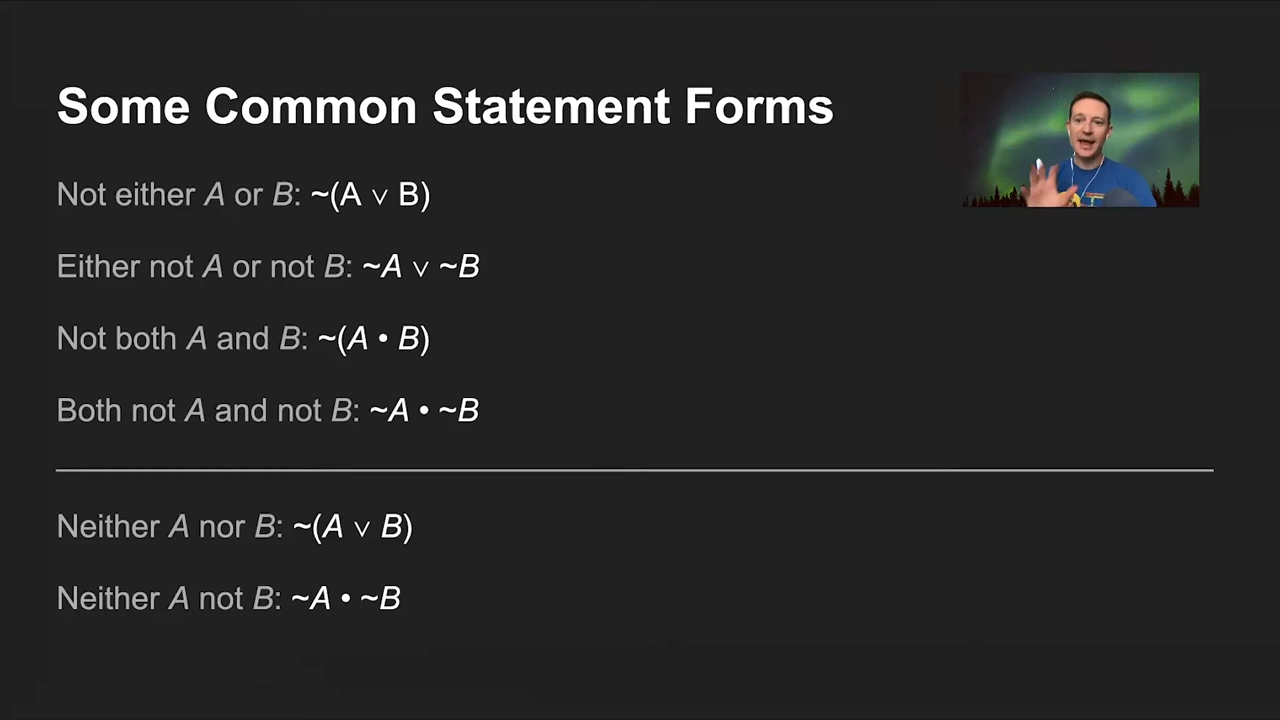 Some Common Statement Forms
Not either A or B: ~(A ∨ B)
Either not A or not B: ~A ∨ ~B
Not both A and B: ~(A • B)
Both not A and not B: ~A • ~B
Neither A nor B: ~(A ∨ B)
Neither A not B: ~A • ~B